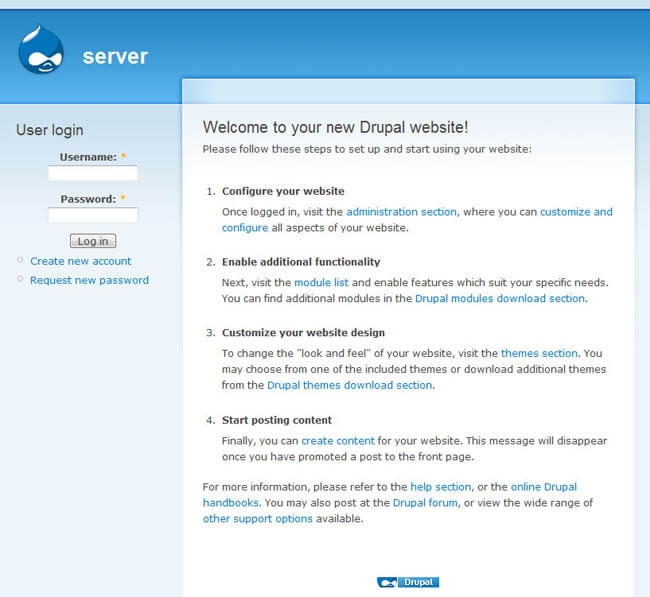 server
User login
Username: *
Password: *
Log in
Create new account
Request new password
Welcome to your new Drupal website!
Please follow these steps to set up and start using your website:
1. Configure your website
Once logged in, visit the administration section, where you can customize and
configure all aspects of your website.
2. Enable additional functionality
Next, visit the module list and enable features which suit your specific needs.
You can find additional modules in the Drupal modules download section.
3. Customize your website design
To change the "look and feel" of your website, visit the themes section. You
may choose from one of the included themes or download additional themes
from the Drupal themes download section.
4. Start posting content
Finally, you can create content for your website. This message will disappear
once you have promoted a post to the front page.
For more information, please refer to the help section, or the online Drupal
handbooks. You may also post at the Drupal forum, or view the wide range of
other support options available.
Drupal